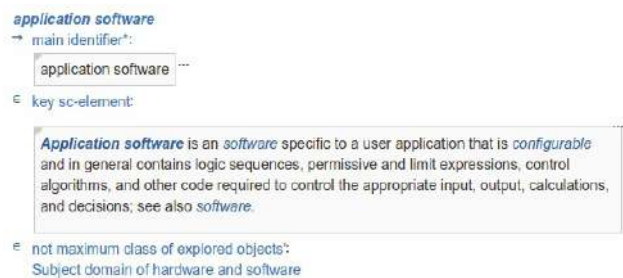 application software
⇒ main identifier*:
application software ...
∈ key sc-element:
Application software is an software specific to a user application that is configurable
and in general contains logic sequences, permissive and limit expressions, control
algorithms, and other code required to control the appropriate input, output, calculations,
and decisions; see also software.
∈ not maximum class of explored objects':
Subject domain of hardware and software